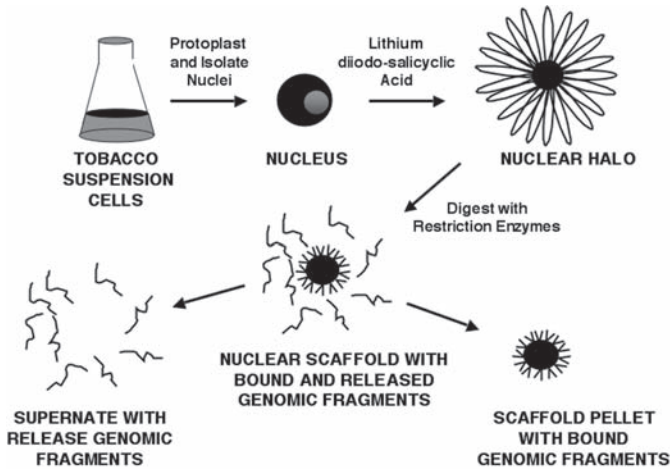 Protoplast
and Isolate
Nuclei
Lithium
diiodo-salicyclic
Acid
TOBACCO
SUSPENSION
CELLS
NUCLEUS
NUCLEAR HALO
Digest with
Restriction Enzymes
NUCLEAR SCAFFOLD WITH
BOUND AND RELEASED
GENOMIC FRAGMENTS
SUPERNATE WITH
RELEASE GENOMIC
FRAGMENTS
SCAFFOLD PELLET
WITH BOUND
GENOMIC FRAGMENTS